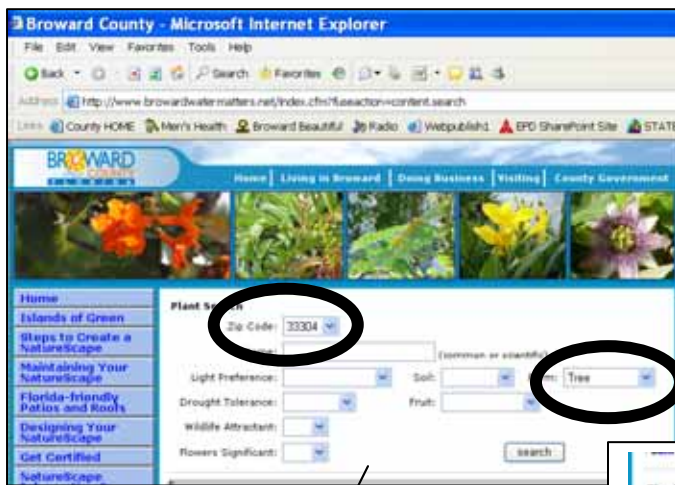 Broward County - Microsoft Internet Explorer
File Edit View Favorites Tools Help
Back Search Favorites
Address http://www.browardwatermatters.net/index.cfm?fuseaction=content.search
Links County HOME Men's Health Broward Beautiful Radio Webpublish1 EPD SharePoint Site STATE
BROWARD
COUNTY
Home Living in Broward Doing Business Visiting County Government
Home
Islands of Green
Steps to Create a
NatureScape
Maintaining Your
NatureScape
Florida-friendly
Patios and Roofs
Designing Your
NatureScape
Get Certified
NatureScape
Plant Search
Zip Code: 33304
(common or scientific)
Light Preference: Soil: Tree
Drought Tolerance: Fruit:
Wildlife Attractant:
Flowers Significant: search